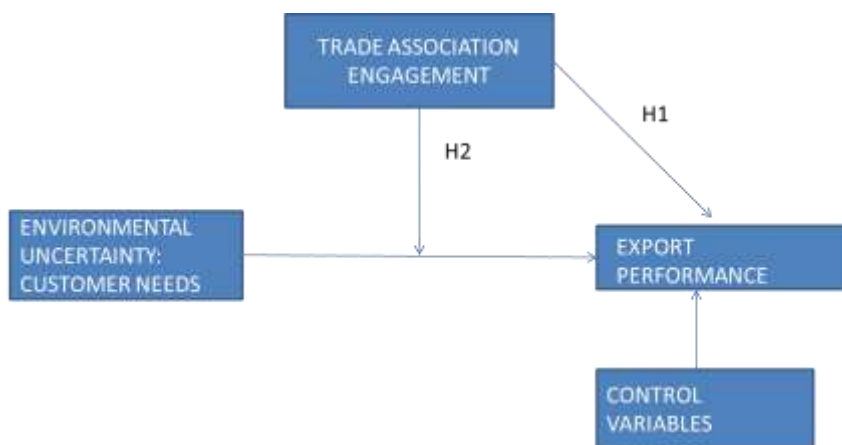 TRADE ASSOCIATION
ENGAGEMENT
H1
H2
ENVIRONMENTAL
UNCERTAINTY:
CUSTOMER NEEDS
EXPORT
PERFORMANCE
CONTROL
VARIABLES